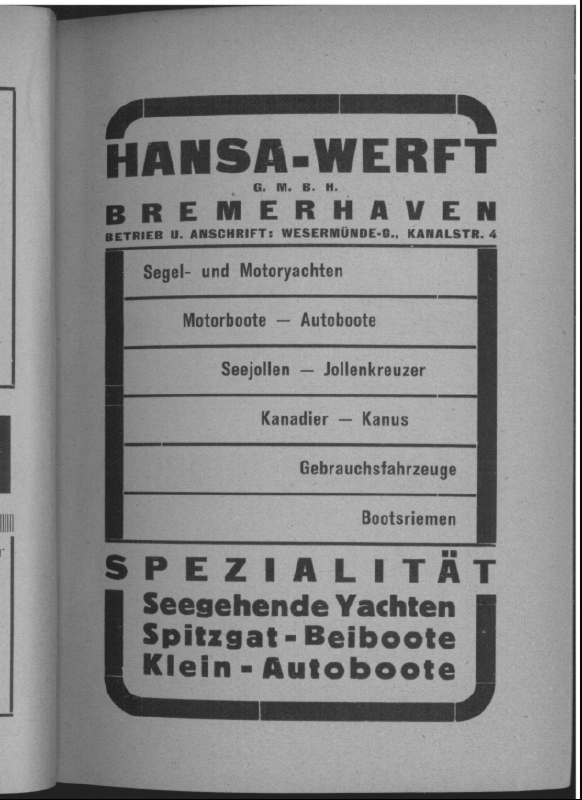 HANSA-WERFT
G. M. B. H.
BREMERHAVEN
BETRIEB U. ANSCHRIFT: WESERMÜNDE-G., KANALSTR. 4
Segel- und Motoryachten
Motorboote — Autoboote
Seejollen — Jollenkreuzer
Kanadier — Kanus
Gebrauchsfahrzeuge
Bootsriemen
SPEZIALITÄT
Seegehende Yachten
Spitzgat-Beiboote
Klein-Autoboote